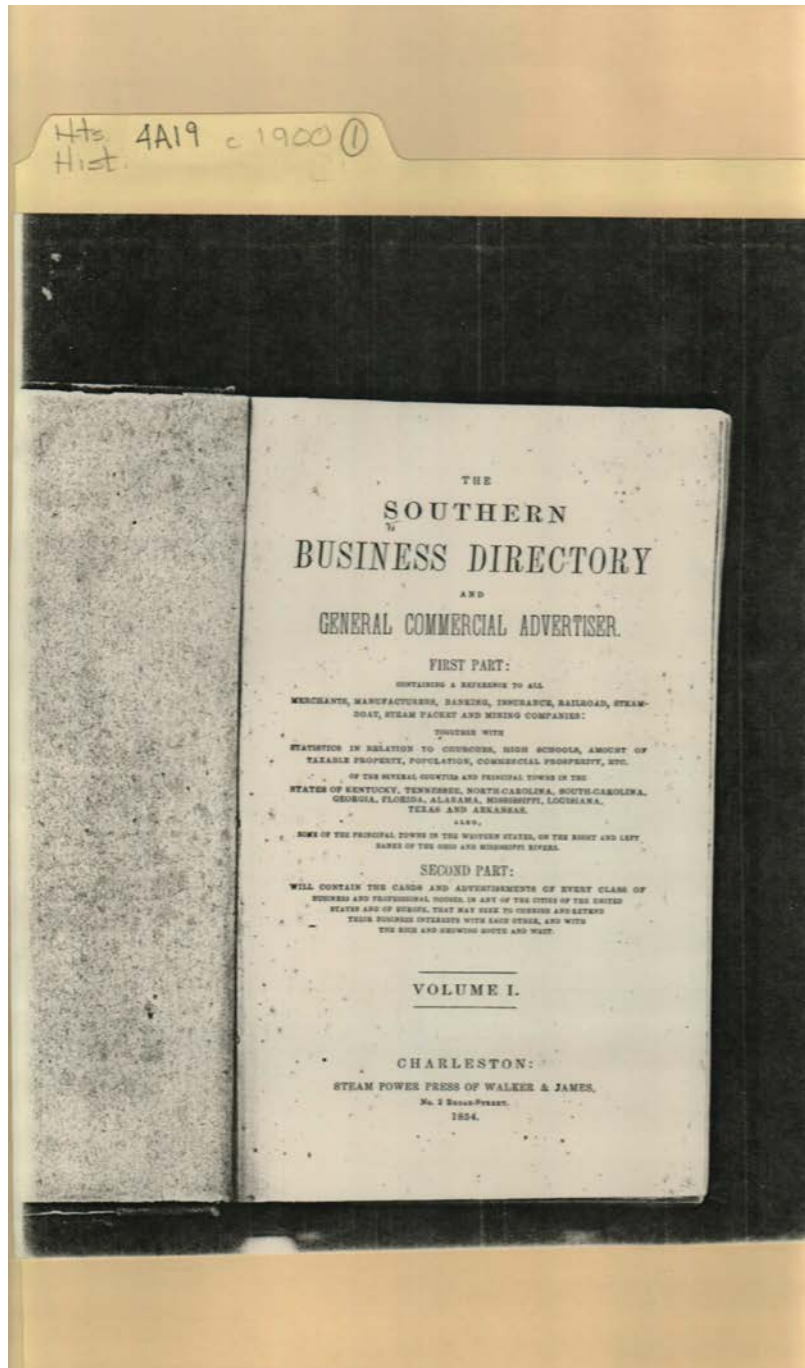 Hts. 4A19 c 1900 ①
Hist.
THE
SOUTHERN
BUSINESS DIRECTORY
AND
GENERAL COMMERCIAL ADVERTISER.
FIRST PART:
CONTAINING A REFERENCE TO ALL
MERCHANTS, MANUFACTURERS, BANKING, INSURANCE, RAILROAD, STEAM-
BOAT, STEAM PACKET AND MINING COMPANIES:
TOGETHER WITH
STATISTICS IN RELATION TO CHURCHES, HIGH SCHOOLS, AMOUNT OF
TAXABLE PROPERTY, POPULATION, COMMERCIAL PROSPERITY, ETC.
OF THE SEVERAL COUNTIES AND PRINCIPAL TOWNS IN THE
STATES OF KENTUCKY, TENNESSEE, NORTH-CAROLINA, SOUTH-CAROLINA,
GEORGIA, FLORIDA, ALABAMA, MISSISSIPPI, LOUISIANA,
TEXAS AND ARKANSAS.
ALSO,
SOME OF THE PRINCIPAL TOWNS IN THE WESTERN STATES, ON THE RIGHT AND LEFT
BANKS OF THE OHIO AND MISSISSIPPI RIVERS.
SECOND PART:
WILL CONTAIN THE CARDS AND ADVERTISEMENTS OF EVERY CLASS OF
BUSINESS AND PROFESSIONAL HOUSES, IN ANY OF THE CITIES OF THE UNITED
STATES AND OF EUROPE, THAT MAY SEEK TO CHERISH AND EXTEND
THEIR BUSINESS INTERESTS WITH EACH OTHER, AND WITH
THE RICH AND GROWING SOUTH AND WEST.
VOLUME I.
CHARLESTON:
STEAM POWER PRESS OF WALKER & JAMES,
No. 3 BROAD-STREET.
1854.